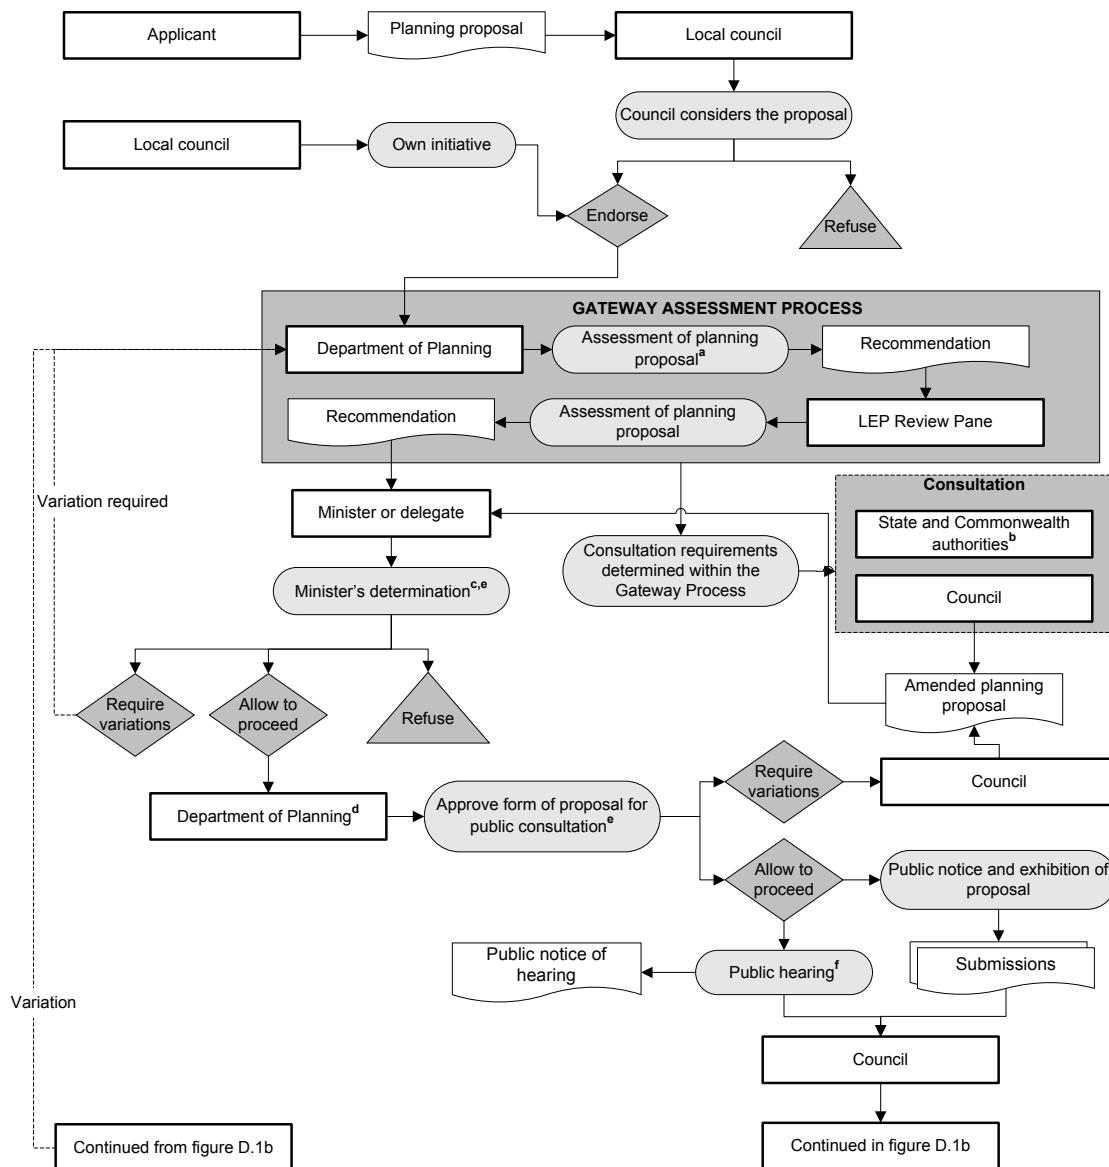 Applicant
Planning proposal
Local council
Council considers the proposal
Local council
Own initiative
Endorse
Refuse
GATEWAY ASSESSMENT PROCESS
Department of Planning
Assessment of planning
proposalª
Recommendation
Recommendation
Assessment of planning
proposal
LEP Review Pane
Variation required
Consultation
State and Commonwealth
authoritiesᵇ
Council
Minister or delegate
Consultation requirements
determined within the
Gateway Process
Minister's determinationᶜ,ᵉ
Require
variations
Allow to
proceed
Refuse
Amended planning
proposal
Require
variations
Council
Department of Planningᵈ
Approve form of proposal for
public consultationᵉ
Allow to
proceed
Public notice and exhibition of
proposal
Public notice of
hearing
Public hearingᶠ
Submissions
Variation
Council
Continued from figure D.1b
Continued in figure D.1b